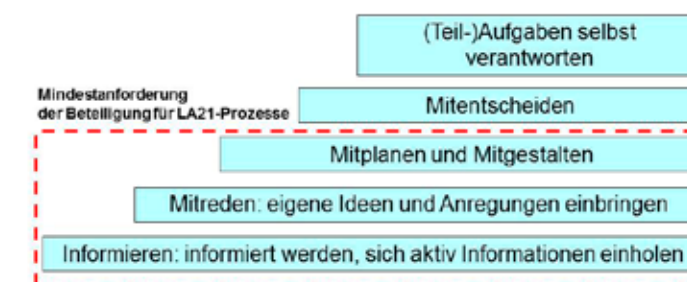 (Teil-)Aufgaben selbst
verantworten
Mindestanforderung
der Beteiligung für LA21-Prozesse
Mitentscheiden
Mitplanen und Mitgestalten
Mitreden: eigene Ideen und Anregungen einbringen
Informieren: informiert werden, sich aktiv Informationen einholen